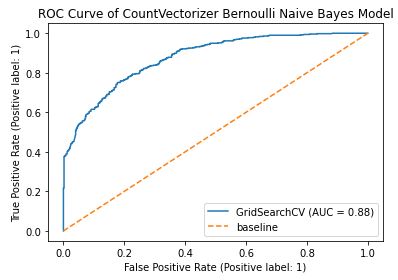 ROC Curve of CountVectorizer Bernoulli Naive Bayes Model
1.0
0.8
0.6
0.4
0.2
0.0
True Positive Rate (Positive label: 1)
GridSearchCV (AUC = 0.88)
baseline
0.0 0.2 0.4 0.6 0.8 1.0
False Positive Rate (Positive label: 1)